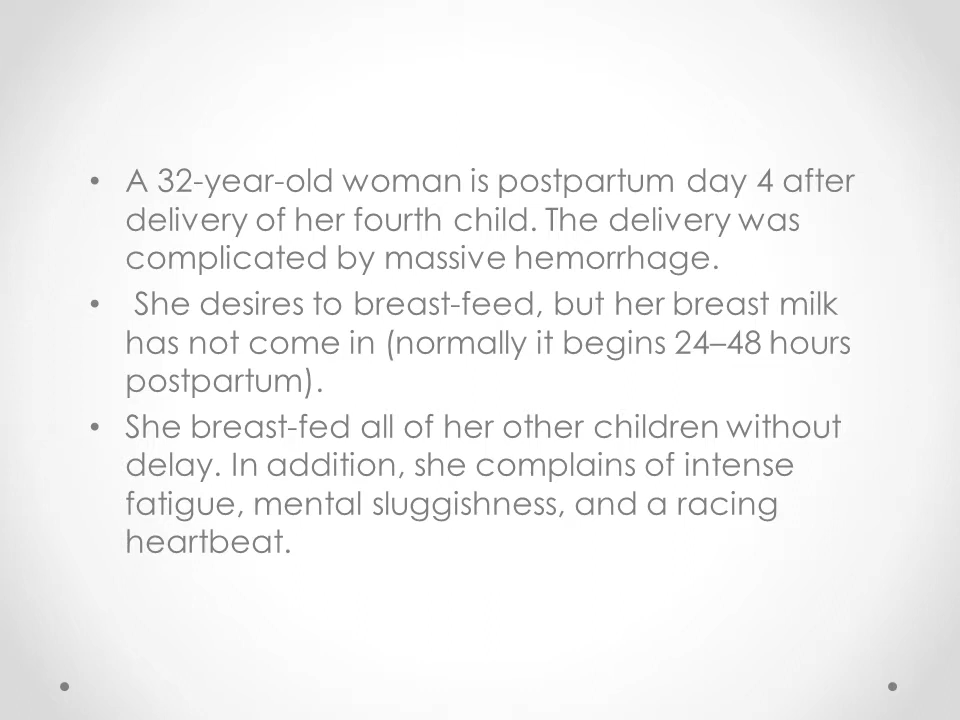 • A 32-year-old woman is postpartum day 4 after
delivery of her fourth child. The delivery was
complicated by massive hemorrhage.
• She desires to breast-feed, but her breast milk
has not come in (normally it begins 24–48 hours
postpartum).
• She breast-fed all of her other children without
delay. In addition, she complains of intense
fatigue, mental sluggishness, and a racing
heartbeat.